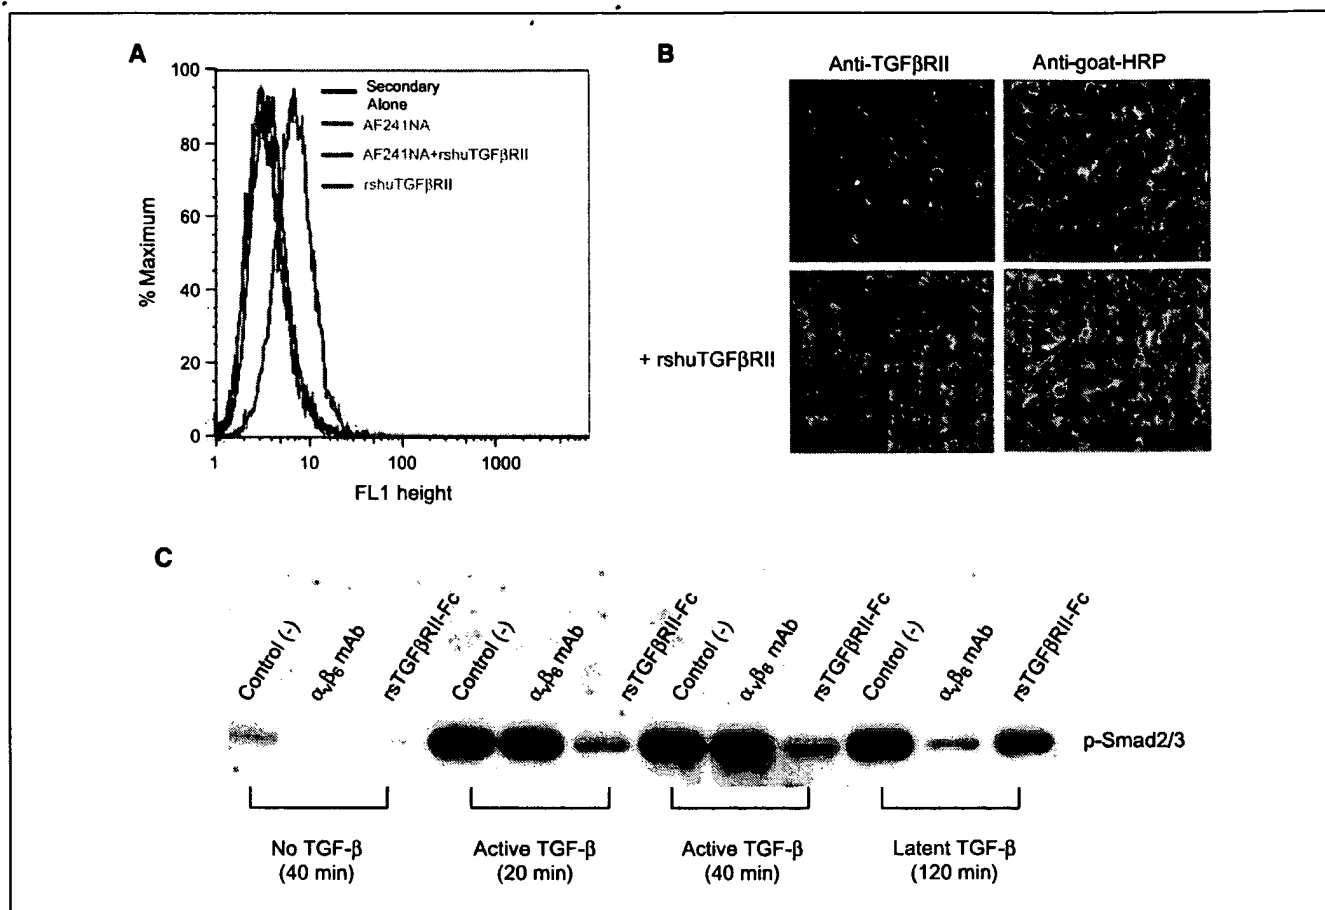 A
100
80
60
40
20
0
% Maximum
1
10
100
1000
FL1 height
Secondary
Alone
AF241NA
AF241NA+rshuTGFβRII
rshuTGFβRII
B
Anti-TGFβRII
Anti-goat-HRP
+ rshuTGFβRII
C
Control (-)
αvβ6 mAb
rsTGFβRII-Fc
Control (-)
αvβ6 mAb
rsTGFβRII-Fc
Control (-)
αvβ6 mAb
rsTGFβRII-Fc
Control (-)
αvβ6 mAb
rsTGFβRII-Fc
p-Smad2/3
No TGF-β
(40 min)
Active TGF-β
(20 min)
Active TGF-β
(40 min)
Latent TGF-β
(120 min)